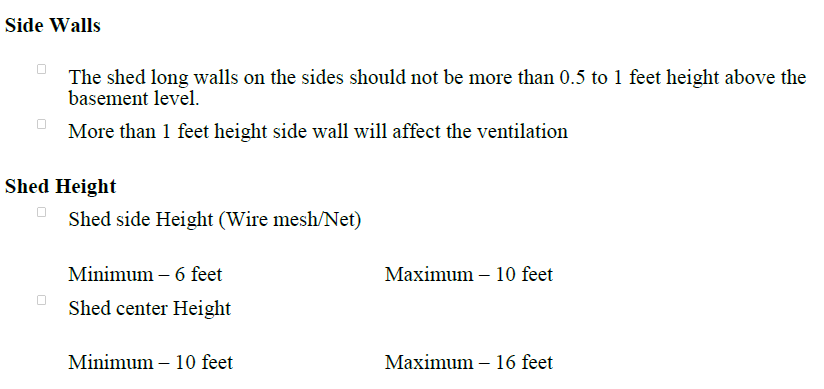 Side Walls
The shed long walls on the sides should not be more than 0.5 to 1 feet height above the
basement level.
More than 1 feet height side wall will affect the ventilation
Shed Height
Shed side Height (Wire mesh/Net)
Minimum – 6 feet Maximum – 10 feet
Shed center Height
Minimum – 10 feet Maximum – 16 feet